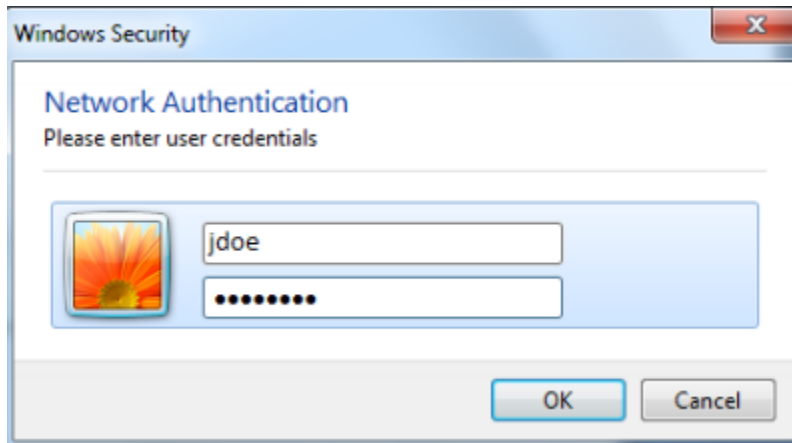 Windows Security
Network Authentication
Please enter user credentials
jdoe
••••••••
OK Cancel